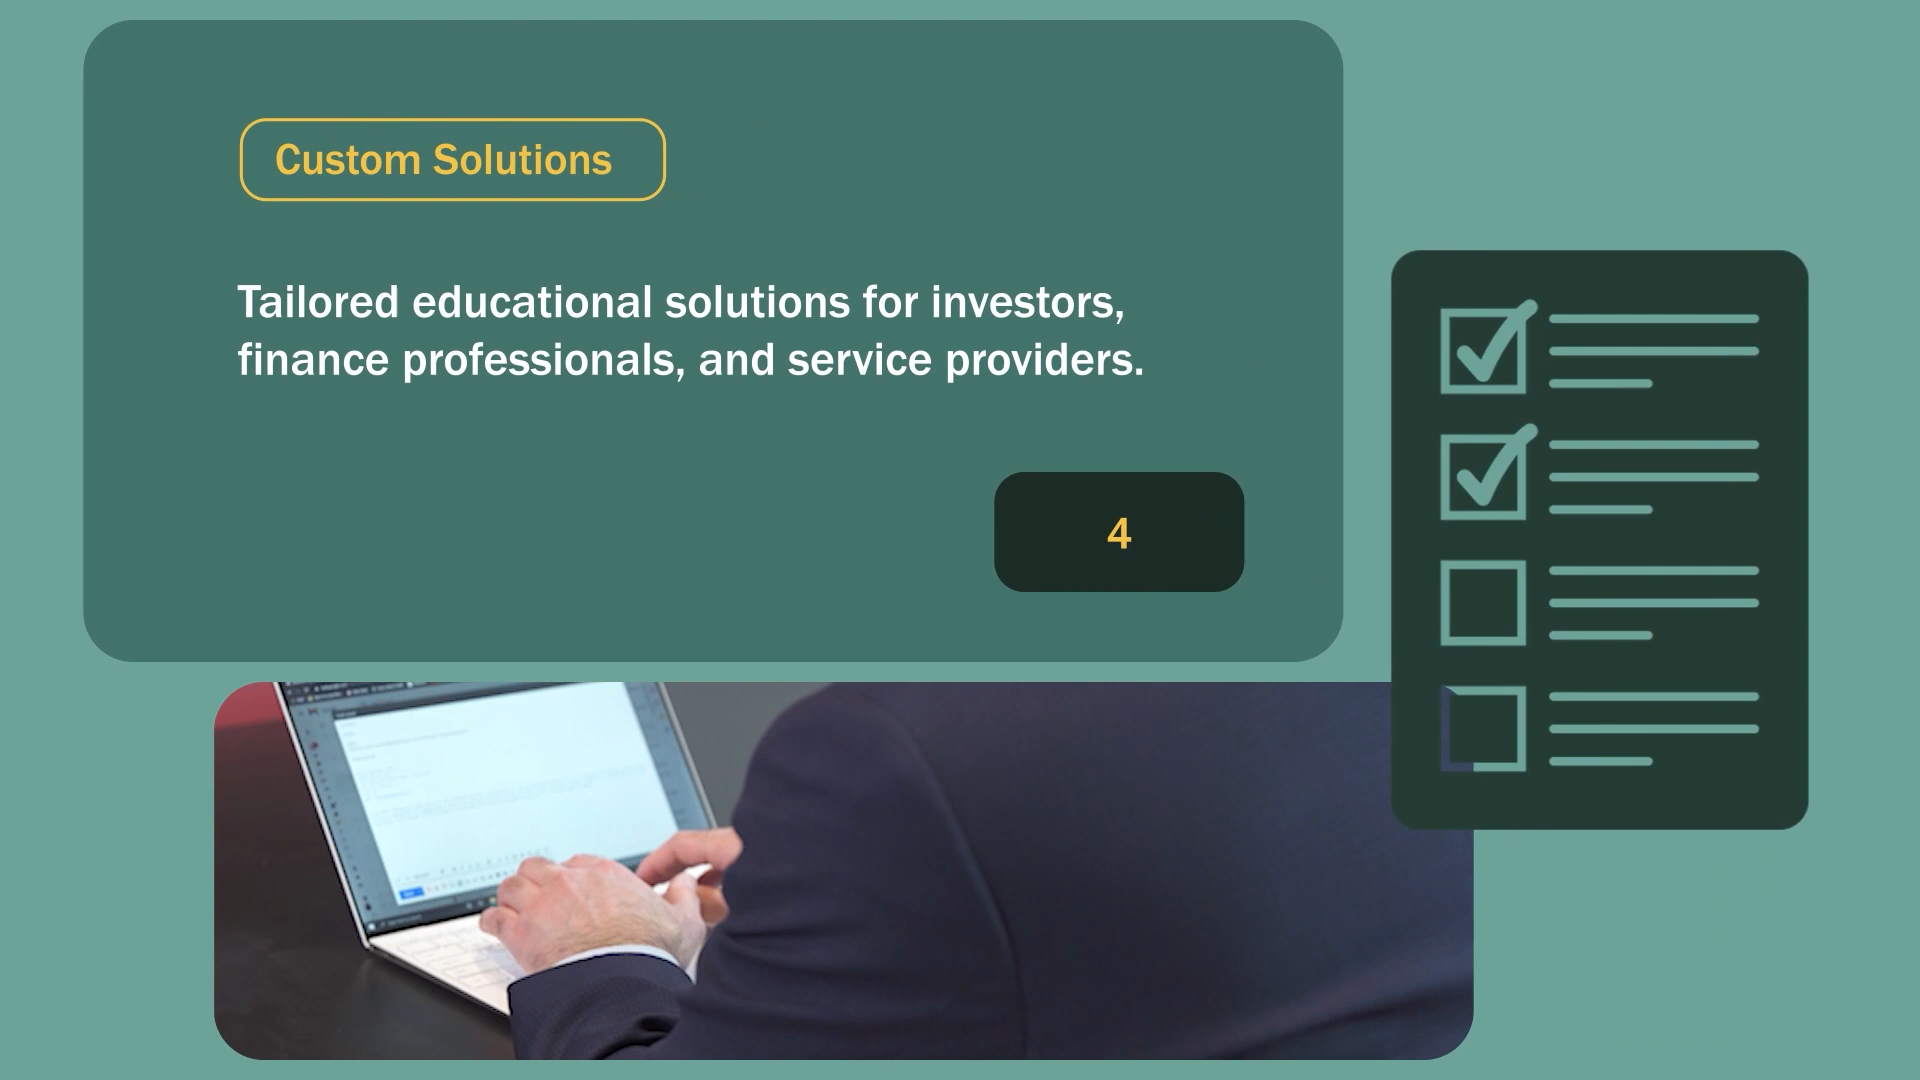 Custom Solutions
Tailored educational solutions for investors,
finance professionals, and service providers.
4